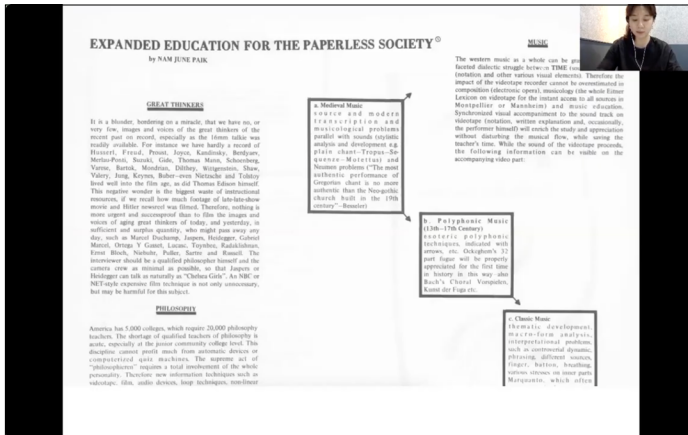 EXPANDED EDUCATION FOR THE PAPERLESS SOCIETY©
by NAM JUNE PAIK
GREAT THINKERS
It is a blunder, bordering on a miracle, that we have no, or
very few, images and voices of the great thinkers of the
recent past on record, especially as the 16mm talkie was
readily available. For instance we have hardly a record of
Husserl, Freud, Proust, Joyce, Kandinsky, Berdyaev,
Merlau-Ponti, Suzuki, Gide, Thomas Mann, Schoenberg,
Varese, Bartok, Mondrian, Dilthey, Wittgenstein, Shaw,
Valery, Jung, Keynes, Buber—even Nietzsche and Tolstoy
lived well into the film age, as did Thomas Edison himself.
This negative wonder is the biggest waste of instructional
resources, if we recall how much footage of late-late-show
movie and Hitler newsreel was filmed. Therefore, nothing is
more urgent and succesproof than to film the images and
voices of aging great thinkers of today, and yesterday, in
sufficient and surplus quantity, who might pass away any
day, such as Marcel Duchamp, Jaspers, Heidegger, Gabriel
Marcel, Ortega Y Gasset, Lucasc, Toynbee, Radakrishnan,
Ernst Bloch, Niebuhr, Puller, Sartre and Russell. The
interviewer should be a qualified philosopher himself and the
camera crew as minimal as possible, so that Jaspers or
Heidegger can talk as naturally as "Chelsea Girls". An NBC or
NET-style expensive film technique is not only unnecessary,
but may be harmful for this subject.
PHILOSOPHY
America has 5,000 colleges, which require 20,000 philosophy
teachers. The shortage of qualified teachers of philosophy is
acute, especially at the junior community college level. This
discipline cannot profit much from automatic devices or
computerized quiz machines. The supreme act of
"philosopheren" requires a total involvement of the whole
personality. Therefore new information techniques such as
videotape, film, audio devices, loop techniques, non-linear
a. Medieval Music
source and modern
transcription and
musicological problems
parallel with sounds (stylistic
analysis and development e.g.
plain chant—Tropus—Se-
quenze—Motettus) and
Neumen problems ("The most
authentic performance of
Gregorian chant is no more
authentic than the Neo-gothic
church built in the 19th
century"—Besseler)
MUSIC
The western music as a whole can be
faceted dialectic struggle between TIME
(notation and other various visual elements). Therefore the
impact of the videotape recorder cannot be overestimated in
composition (electronic opera), musicology (the whole Eitner
Lexicon on videotape for the instant access to all sources in
Montpellier or Mannheim) and music education.
Synchronized visual accompaniment to the sound track on
videotape (notation, written explanation and, occasionally,
the performer himself) will enrich the study and appreciation
without disturbing the musical flow, while saving the
teacher's time. While the sound of the videotape proceeds,
the following information can be visible on the
accompanying video part:
b. Polyphonic Music
(13th–17th Century)
esoteric polyphonic
techniques, indicated with
arrows, etc. Ockeghem's 32
part fogue will be properly
appreciated for the first time
in history in this way also
Bach's Choral Vorspielen,
Kunst der Fuga etc.
c. Classic Music
thematic development,
macro-form analysis,
interpretational problems,
such as controversial dynamic,
phrasing, different sources,
finger, button, breathing,
various stresses on inner parts
which often